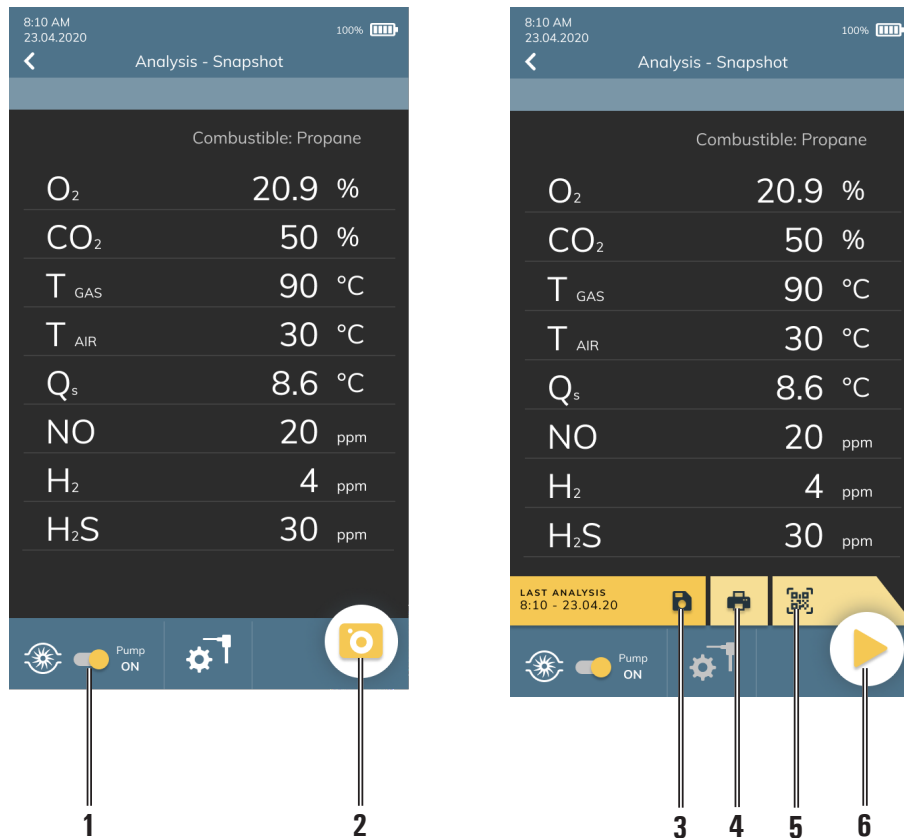 8:10 AM
23.04.2020
100%
Analysis - Snapshot
Combustible: Propane
O₂ 20.9 %
CO₂ 50 %
T GAS 90 °C
T AIR 30 °C
Qₛ 8.6 °C
NO 20 ppm
H₂ 4 ppm
H₂S 30 ppm
Pump
ON
1
2
8:10 AM
23.04.2020
100%
Analysis - Snapshot
Combustible: Propane
O₂ 20.9 %
CO₂ 50 %
T GAS 90 °C
T AIR 30 °C
Qₛ 8.6 °C
NO 20 ppm
H₂ 4 ppm
H₂S 30 ppm
LAST ANALYSIS
8:10 - 23.04.20
Pump
ON
3
4
5
6